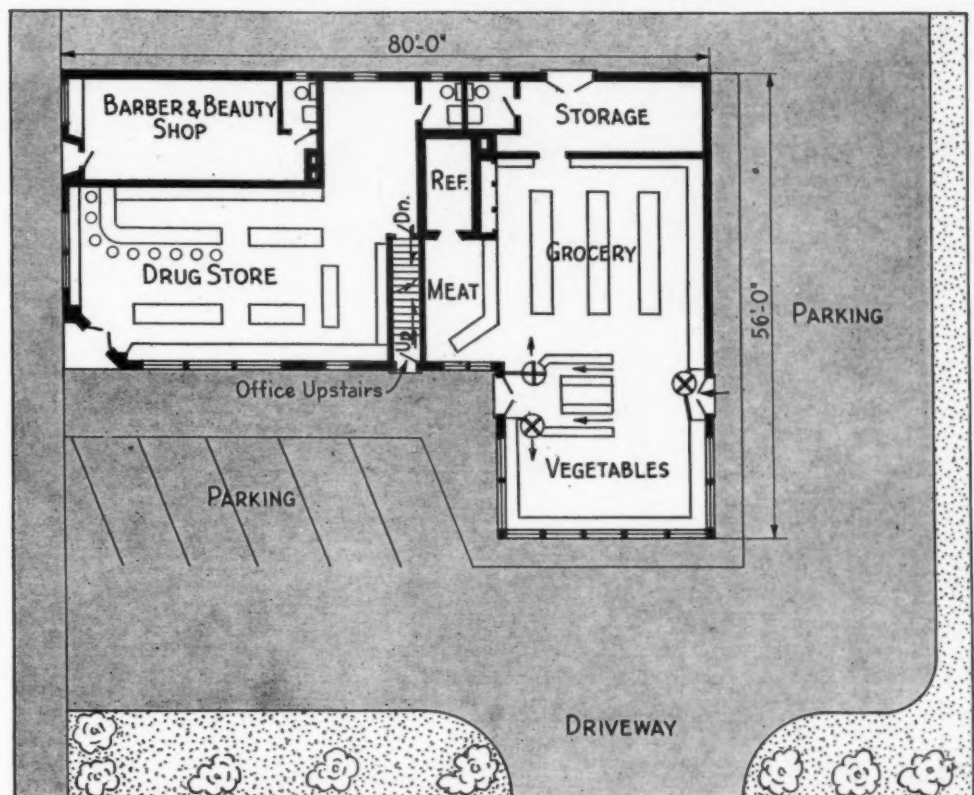 80'-0"
BARBER & BEAUTY
SHOP
STORAGE
REF.
Dn.
GROCERY
DRUG STORE
MEAT
56'-0"
PARKING
Up
Office Upstairs
VEGETABLES
PARKING
DRIVEWAY